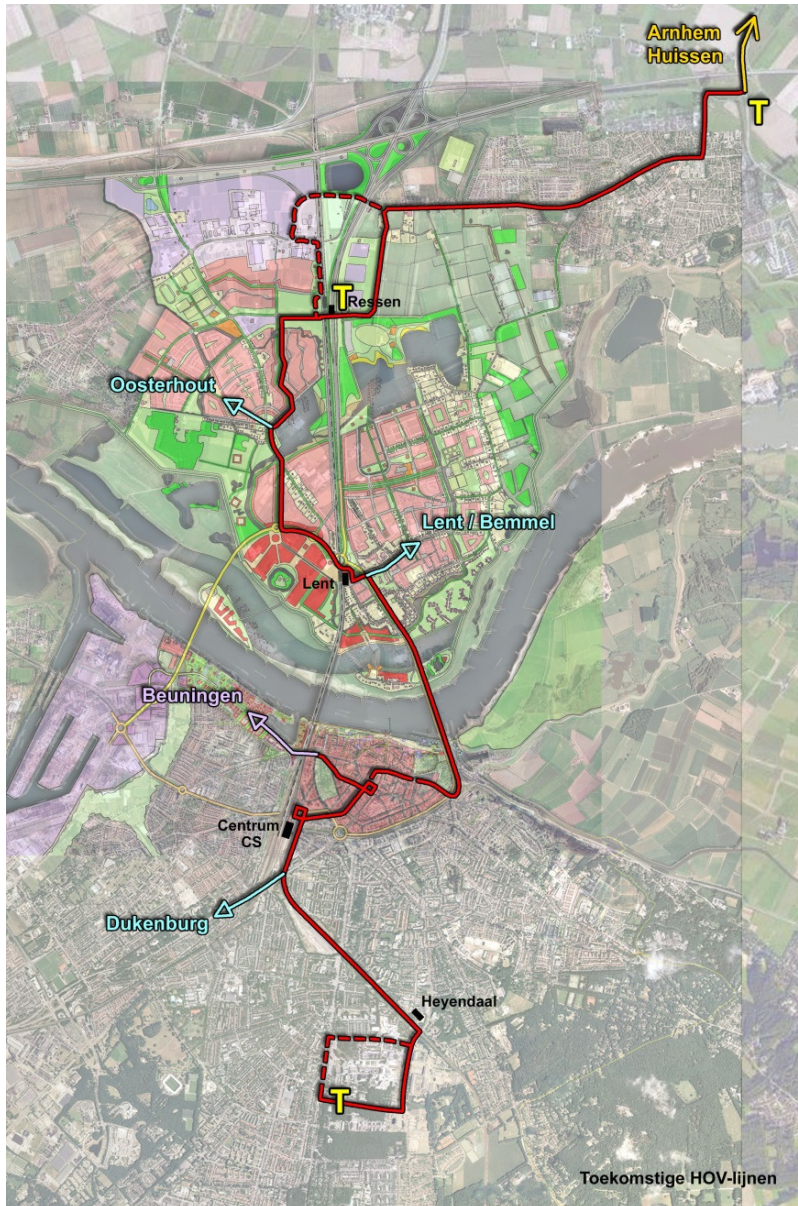 Arnhem
Huissen
T
T
Ressen
Oosterhout
Lent / Bemmel
Lent
Beuningen
Centrum
CS
Dukenburg
Heyendaal
T
Toekomstige HOV-lijnen